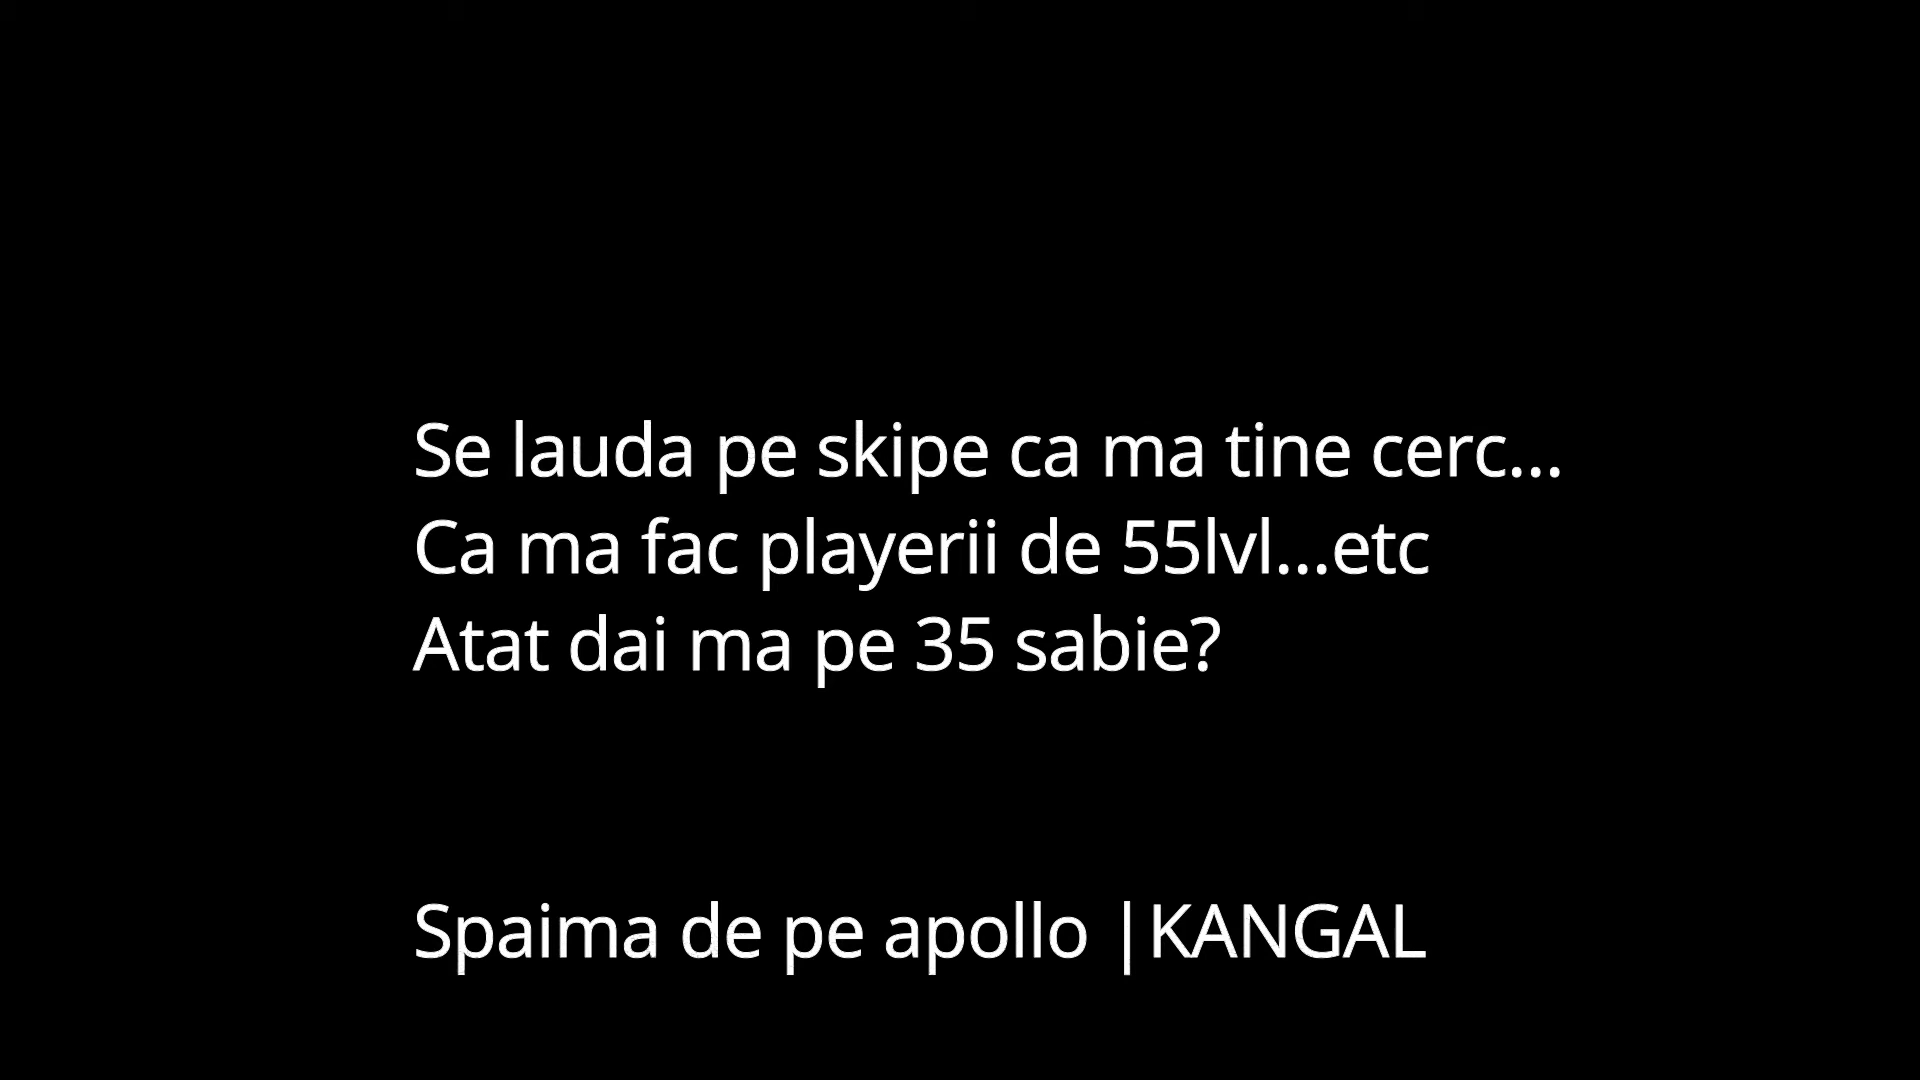 Se lauda pe skipe ca ma tine cerc...
Ca ma fac playerii de 55lvl...etc
Atat dai ma pe 35 sabie?
Spaima de pe apollo |KANGAL